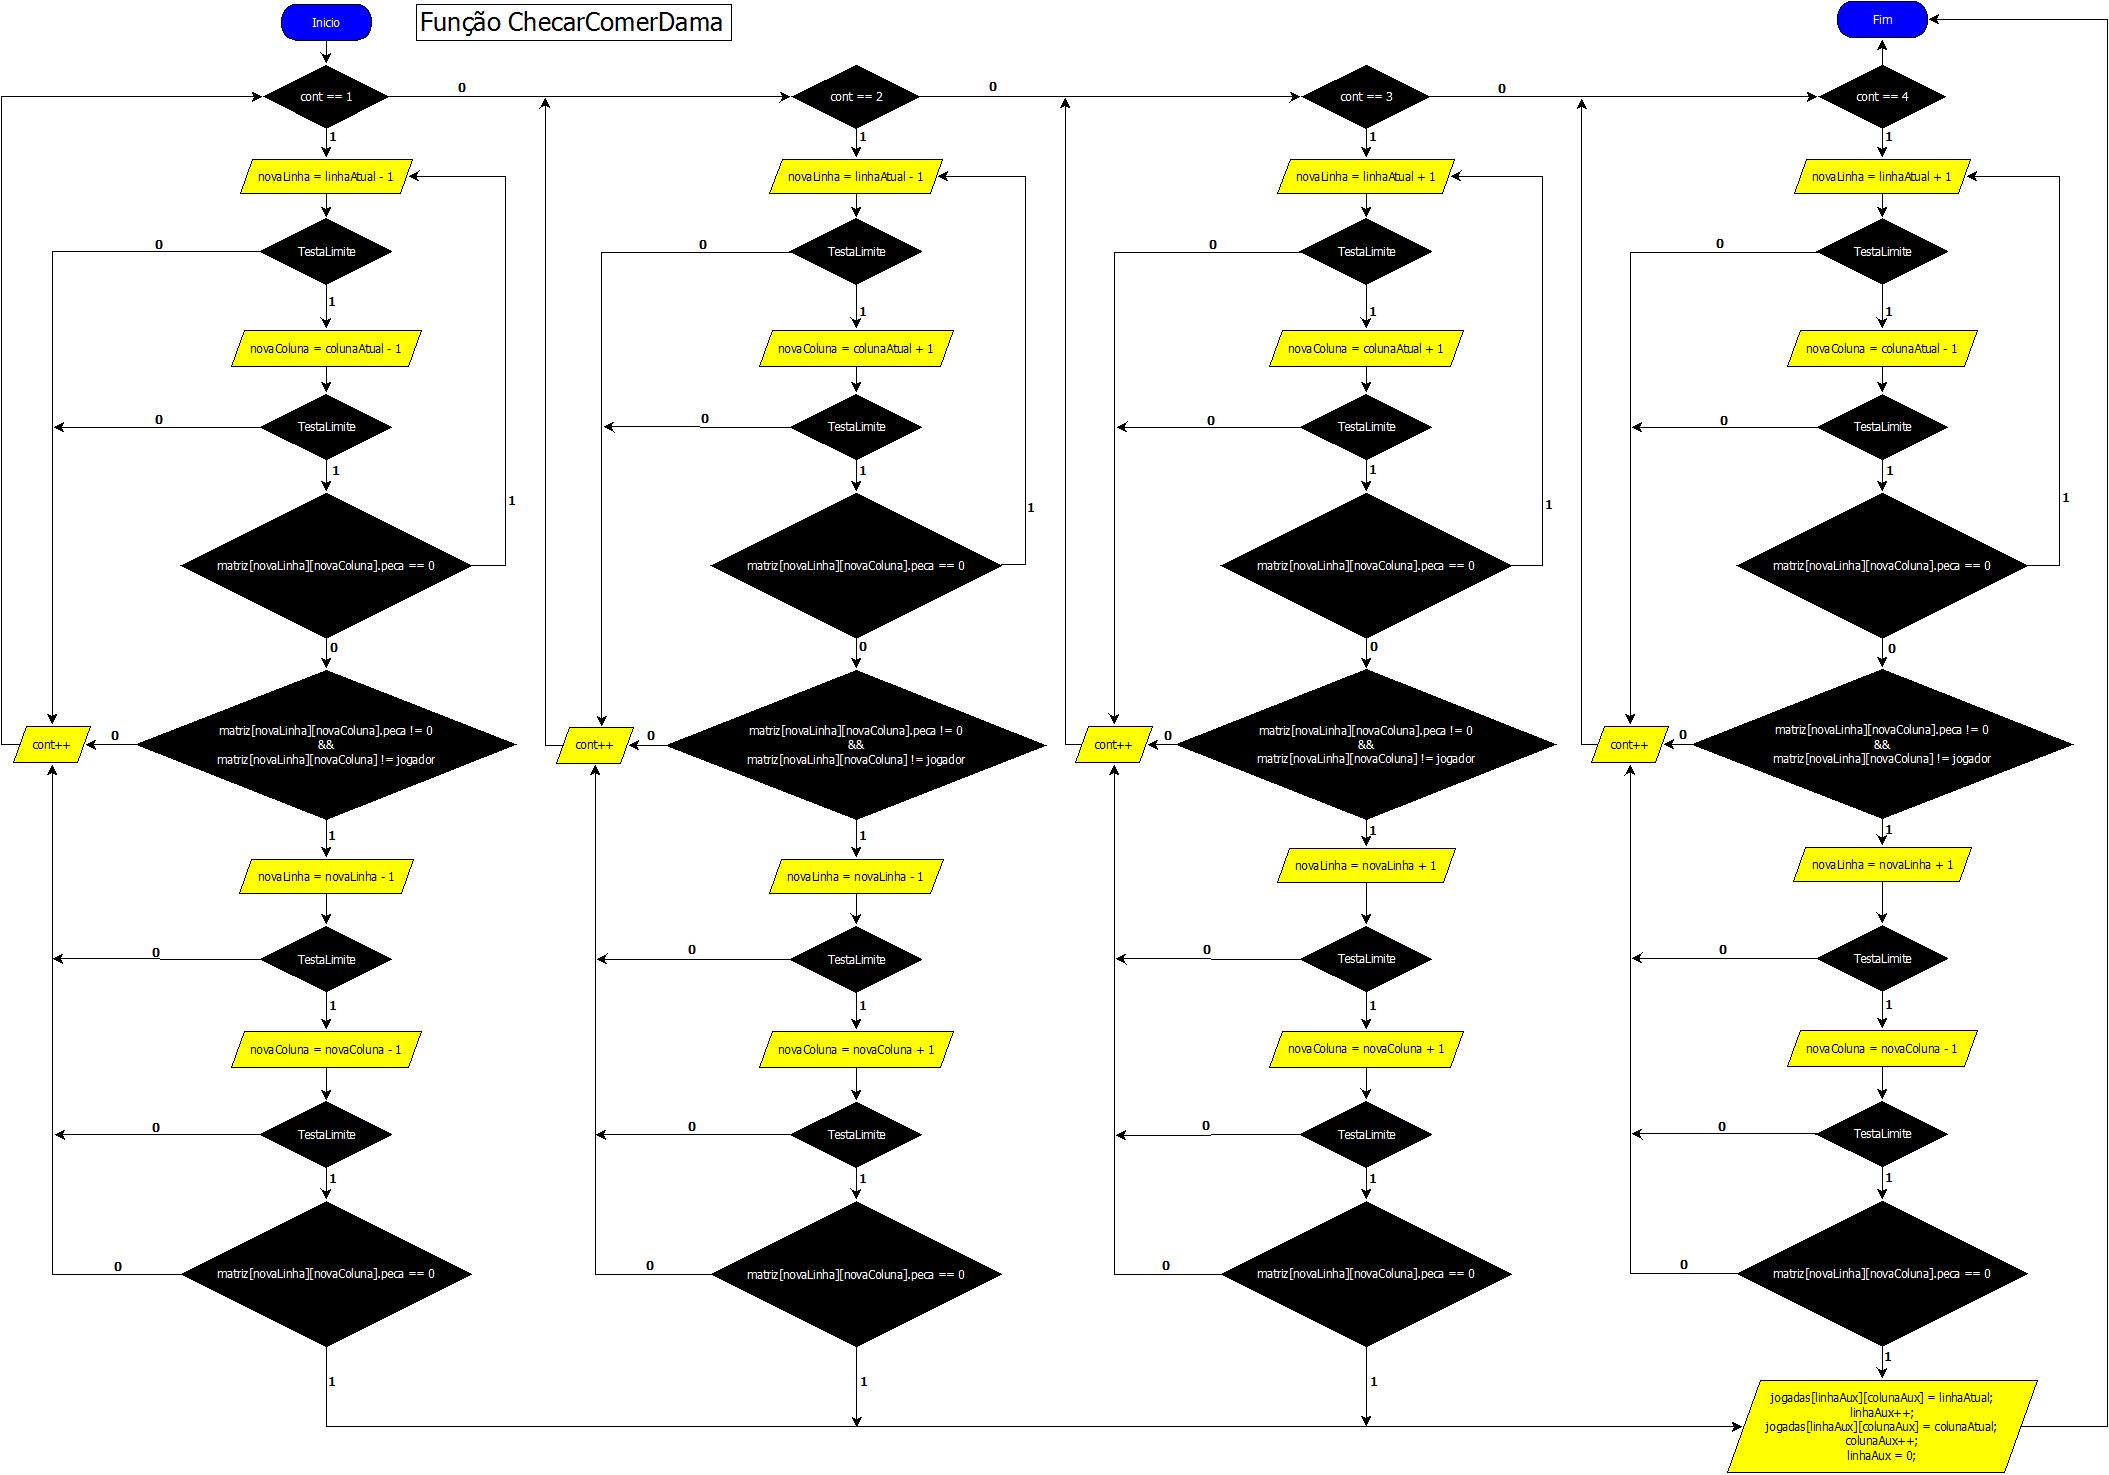 Inicio
Função ChecarComerDama
Fim
cont == 1
0
cont == 2
0
cont == 3
0
cont == 4
1
1
1
1
novaLinha = linhaAtual - 1
novaLinha = linhaAtual - 1
novaLinha = linhaAtual + 1
novaLinha = linhaAtual + 1
0
TestaLimite
0
TestaLimite
0
TestaLimite
0
TestaLimite
1
1
1
1
novaColuna = colunaAtual - 1
novaColuna = colunaAtual + 1
novaColuna = colunaAtual + 1
novaColuna = colunaAtual - 1
0
TestaLimite
0
TestaLimite
0
TestaLimite
0
TestaLimite
1
1
1
1
1
1
1
1
matriz[novaLinha][novaColuna].peca == 0
matriz[novaLinha][novaColuna].peca == 0
matriz[novaLinha][novaColuna].peca == 0
matriz[novaLinha][novaColuna].peca == 0
0
0
0
0
cont++
0
matriz[novaLinha][novaColuna].peca != 0
&&
matriz[novaLinha][novaColuna] != jogador
cont++
0
matriz[novaLinha][novaColuna].peca != 0
&&
matriz[novaLinha][novaColuna] != jogador
cont++
0
matriz[novaLinha][novaColuna].peca != 0
&&
matriz[novaLinha][novaColuna] != jogador
cont++
0
matriz[novaLinha][novaColuna].peca != 0
&&
matriz[novaLinha][novaColuna] != jogador
1
1
1
1
novaLinha = novaLinha - 1
novaLinha = novaLinha - 1
novaLinha = novaLinha + 1
novaLinha = novaLinha + 1
0
TestaLimite
0
TestaLimite
0
TestaLimite
0
TestaLimite
1
1
1
1
novaColuna = novaColuna - 1
novaColuna = novaColuna + 1
novaColuna = novaColuna + 1
novaColuna = novaColuna - 1
0
TestaLimite
0
TestaLimite
0
TestaLimite
0
TestaLimite
1
1
1
1
0
matriz[novaLinha][novaColuna].peca == 0
0
matriz[novaLinha][novaColuna].peca == 0
0
matriz[novaLinha][novaColuna].peca == 0
0
matriz[novaLinha][novaColuna].peca == 0
1
1
1
1
jogadas[linhaAux][colunaAux] = linhaAtual;
linhaAux++;
jogadas[linhaAux][colunaAux] = colunaAtual;
colunaAux++;
linhaAux = 0;